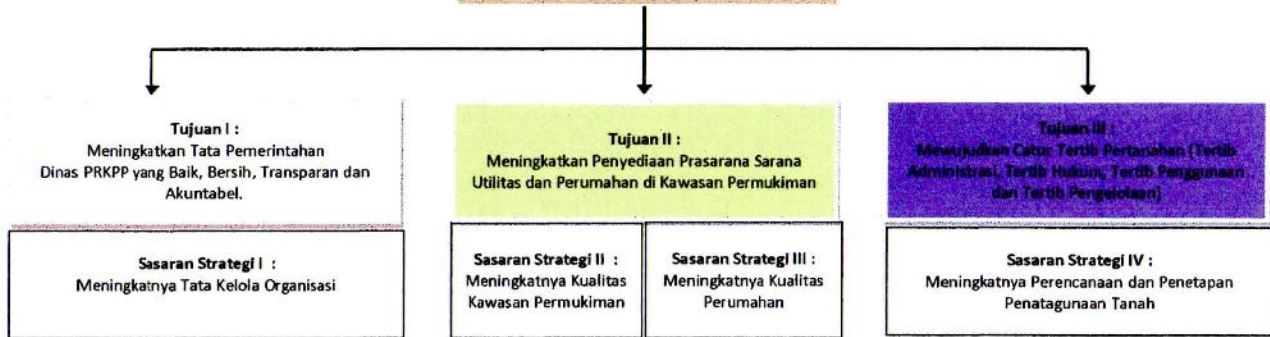 Tujuan I :
Meningkatkan Tata Pemerintahan
Dinas PRKPP yang Baik, Bersih, Transparan dan
Akuntabel.
Sasaran Strategi I :
Meningkatnya Tata Kelola Organisasi
Tujuan II :
Meningkatkan Penyediaan Prasarana Sarana
Utilitas dan Perumahan di Kawasan Permukiman
Sasaran Strategi II :
Meningkatnya Kualitas
Kawasan Permukiman
Sasaran Strategi III :
Meningkatnya Kualitas
Perumahan
Tujuan III :
Mewujudkan Catur Tertib Pertanahan (Tertib
Administrasi, Tertib Hukum, Tertib Penggunaan
dan Tertib Pengelolaan)
Sasaran Strategi IV :
Meningkatnya Perencanaan dan Penetapan
Penatagunaan Tanah